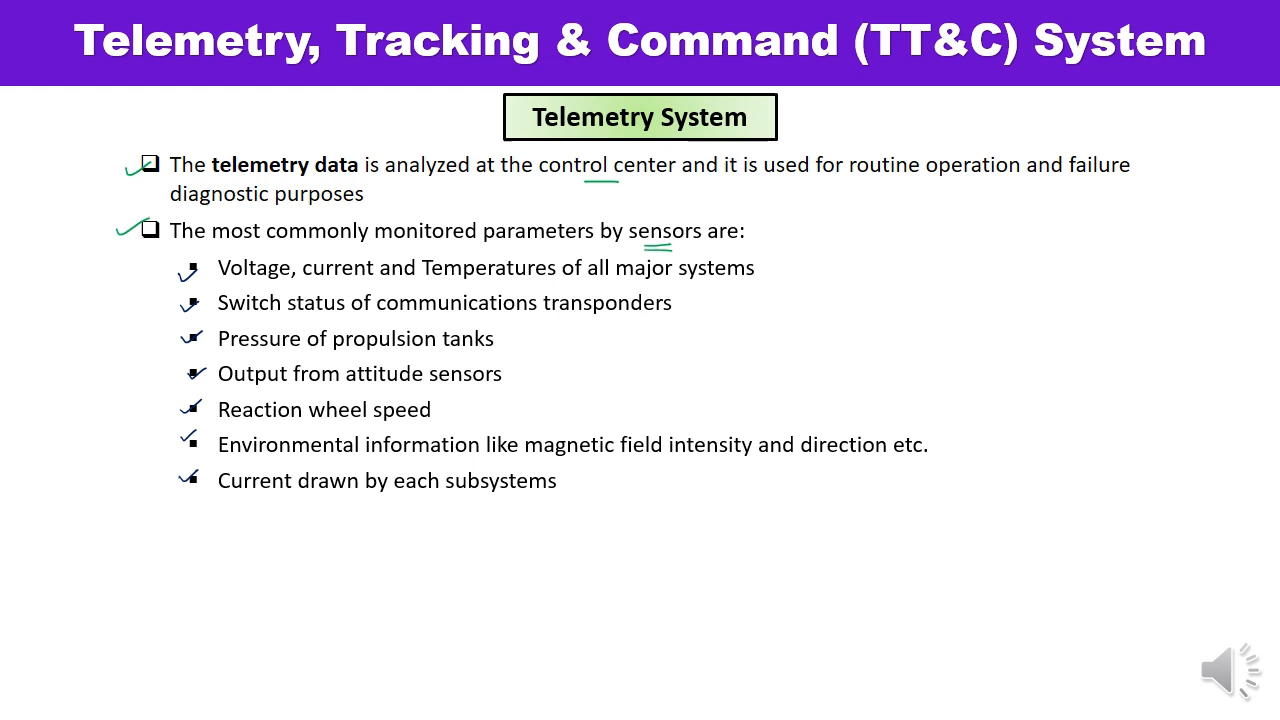 Telemetry, Tracking & Command (TT&C) System
Telemetry System
The telemetry data is analyzed at the control center and it is used for routine operation and failure
diagnostic purposes
The most commonly monitored parameters by sensors are:
Voltage, current and Temperatures of all major systems
Switch status of communications transponders
Pressure of propulsion tanks
Output from attitude sensors
Reaction wheel speed
Environmental information like magnetic field intensity and direction etc.
Current drawn by each subsystems